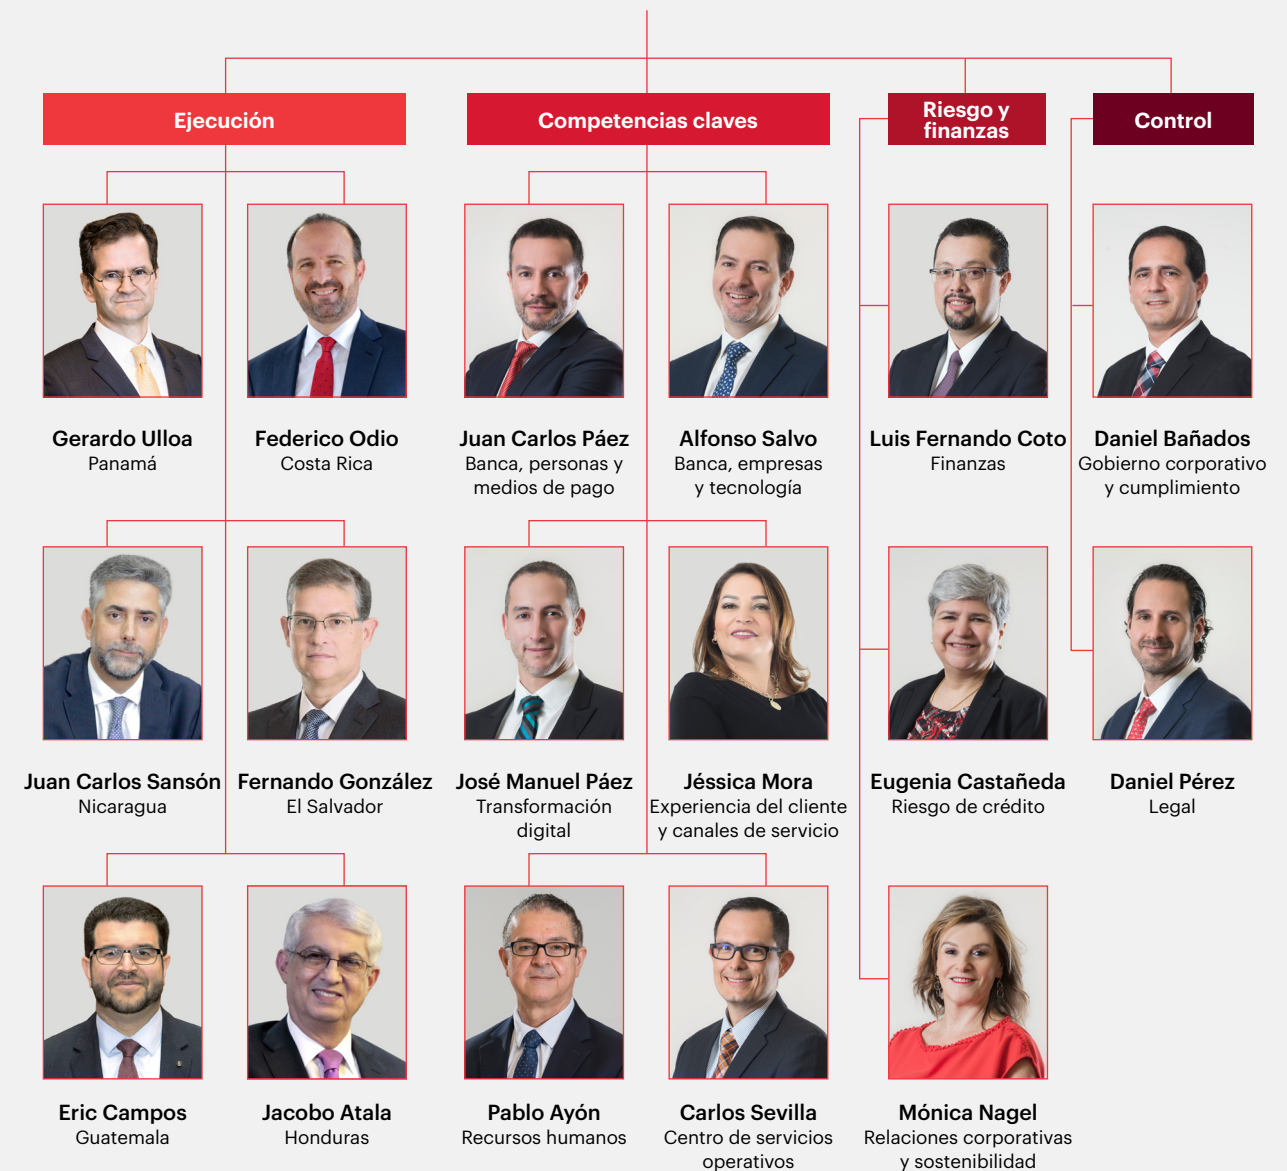 Ejecución
Competencias claves
Riesgo y
finanzas
Control
Gerardo Ulloa
Panamá
Federico Odio
Costa Rica
Juan Carlos Páez
Banca, personas y
medios de pago
Alfonso Salvo
Banca, empresas
y tecnología
Luis Fernando Coto
Finanzas
Daniel Bañados
Gobierno corporativo
y cumplimiento
Juan Carlos Sansón
Nicaragua
Fernando González
El Salvador
José Manuel Páez
Transformación
digital
Jéssica Mora
Experiencia del cliente
y canales de servicio
Eugenia Castañeda
Riesgo de crédito
Daniel Pérez
Legal
Eric Campos
Guatemala
Jacobo Atala
Honduras
Pablo Ayón
Recursos humanos
Carlos Sevilla
Centro de servicios
operativos
Mónica Nagel
Relaciones corporativas
y sostenibilidad